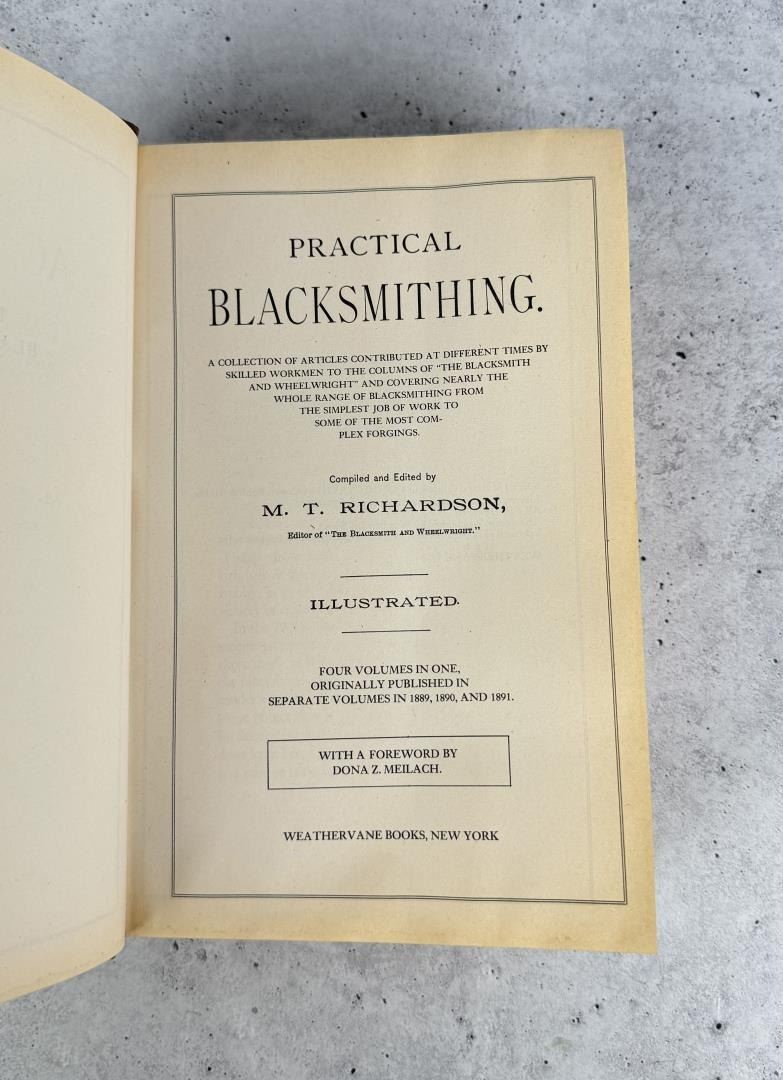 PRACTICAL
BLACKSMITHING.
A COLLECTION OF ARTICLES CONTRIBUTED AT DIFFERENT TIMES BY
SKILLED WORKMEN TO THE COLUMNS OF "THE BLACKSMITH
AND WHEELWRIGHT" AND COVERING NEARLY THE
WHOLE RANGE OF BLACKSMITHING FROM
THE SIMPLEST JOB OF WORK TO
SOME OF THE MOST COM-
PLEX FORGINGS.
Compiled and Edited by
M. T. RICHARDSON,
Editor of "THE BLACKSMITH AND WHEELWRIGHT."
ILLUSTRATED.
FOUR VOLUMES IN ONE,
ORIGINALLY PUBLISHED IN
SEPARATE VOLUMES IN 1889, 1890, AND 1891.
WITH A FOREWORD BY
DONA Z. MEILACH.
WEATHERVANE BOOKS, NEW YORK